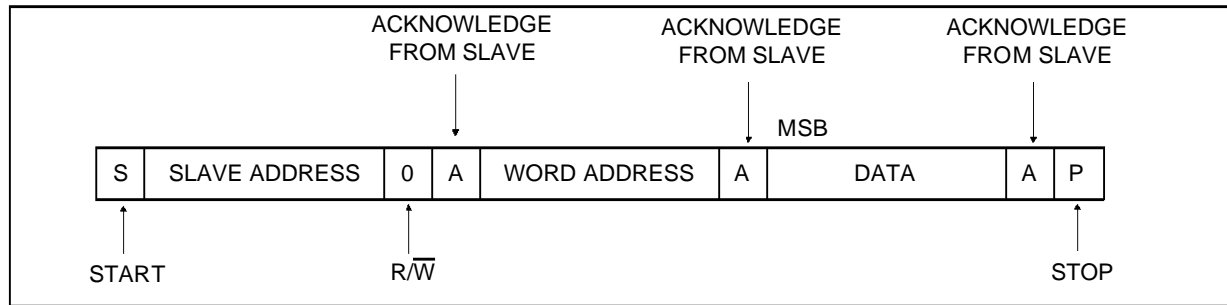 ACKNOWLEDGE
FROM SLAVE
ACKNOWLEDGE
FROM SLAVE
ACKNOWLEDGE
FROM SLAVE
MSB
S SLAVE ADDRESS 0 A WORD ADDRESS A DATA A P
START
R/W̅
STOP